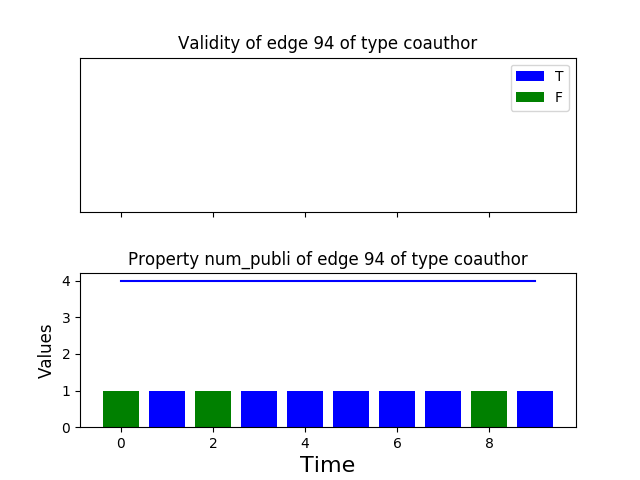 Validity of edge 94 of type coauthor
T
F
Property num_publi of edge 94 of type coauthor
4
3
2
1
0
Values
0 2 4 6 8
Time